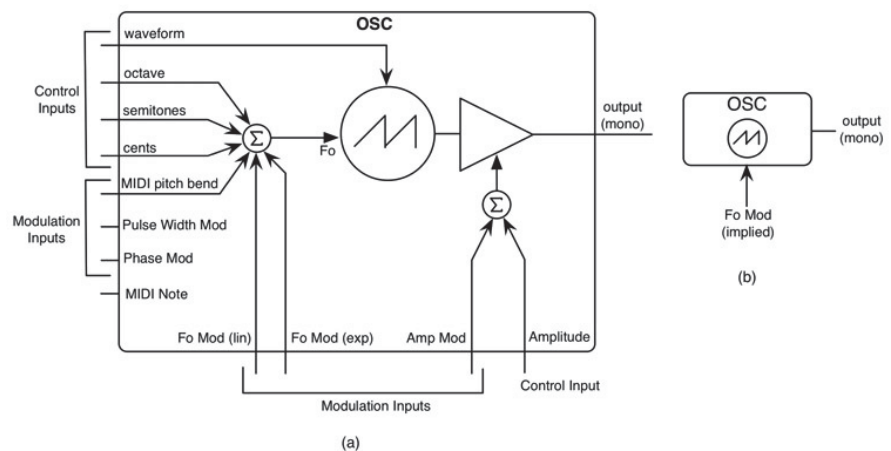 OSC
waveform
Control
Inputs
octave
semitones
cents
Σ
Fo
output
(mono)
MIDI pitch bend
Modulation
Inputs
Pulse Width Mod
Phase Mod
MIDI Note
Σ
Fo Mod (lin)
Fo Mod (exp)
Amp Mod
Amplitude
Control Input
Modulation Inputs
(a)
OSC
output
(mono)
Fo Mod
(implied)
(b)